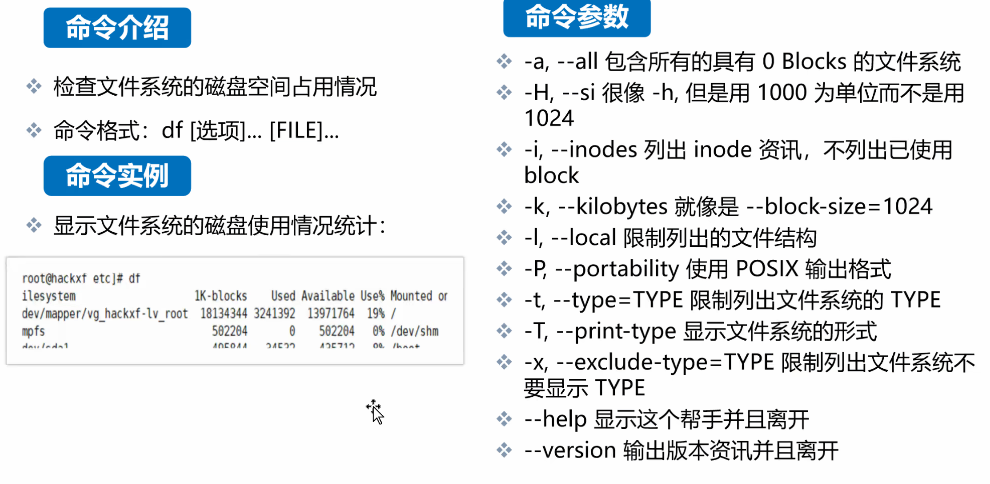 命令介绍
检查文件系统的磁盘空间占用情况
命令格式：df [选项]... [FILE]...
命令实例
显示文件系统的磁盘使用情况统计：
root@hackxf etc]# df
ilesystem 1K-blocks Used Available Use% Mounted on
dev/mapper/vg_hackxf-lv_root 18134344 3241392 13971764 19% /
mpfs 502204 0 502204 0% /dev/shm
命令参数
-a, --all 包含所有的具有 0 Blocks 的文件系统
-H, --si 很像 -h, 但是用 1000 为单位而不是用
1024
-i, --inodes 列出 inode 资讯，不列出已使用
block
-k, --kilobytes 就像是 --block-size=1024
-l, --local 限制列出的文件结构
-P, --portability 使用 POSIX 输出格式
-t, --type=TYPE 限制列出文件系统的 TYPE
-T, --print-type 显示文件系统的形式
-x, --exclude-type=TYPE 限制列出文件系统不
要显示 TYPE
--help 显示这个帮手并且离开
--version 输出版本资讯并且离开